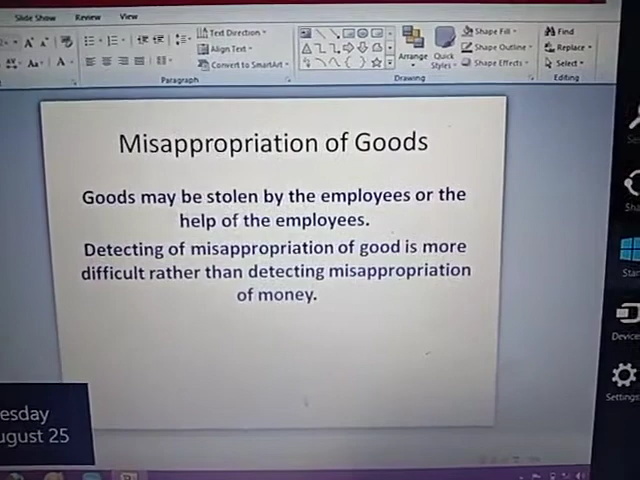 Slide Show Review View
Text Direction
Align Text
Convert to SmartArt
Paragraph
Arrange
Quick
Styles
Drawing
Shape Fill
Shape Outline
Shape Effects
Find
Replace
Select
Editing
Misappropriation of Goods
Goods may be stolen by the employees or the
help of the employees.
Detecting of misappropriation of good is more
difficult rather than detecting misappropriation
of money.
esday
ugust 25
Sha
Star
Device
Settings